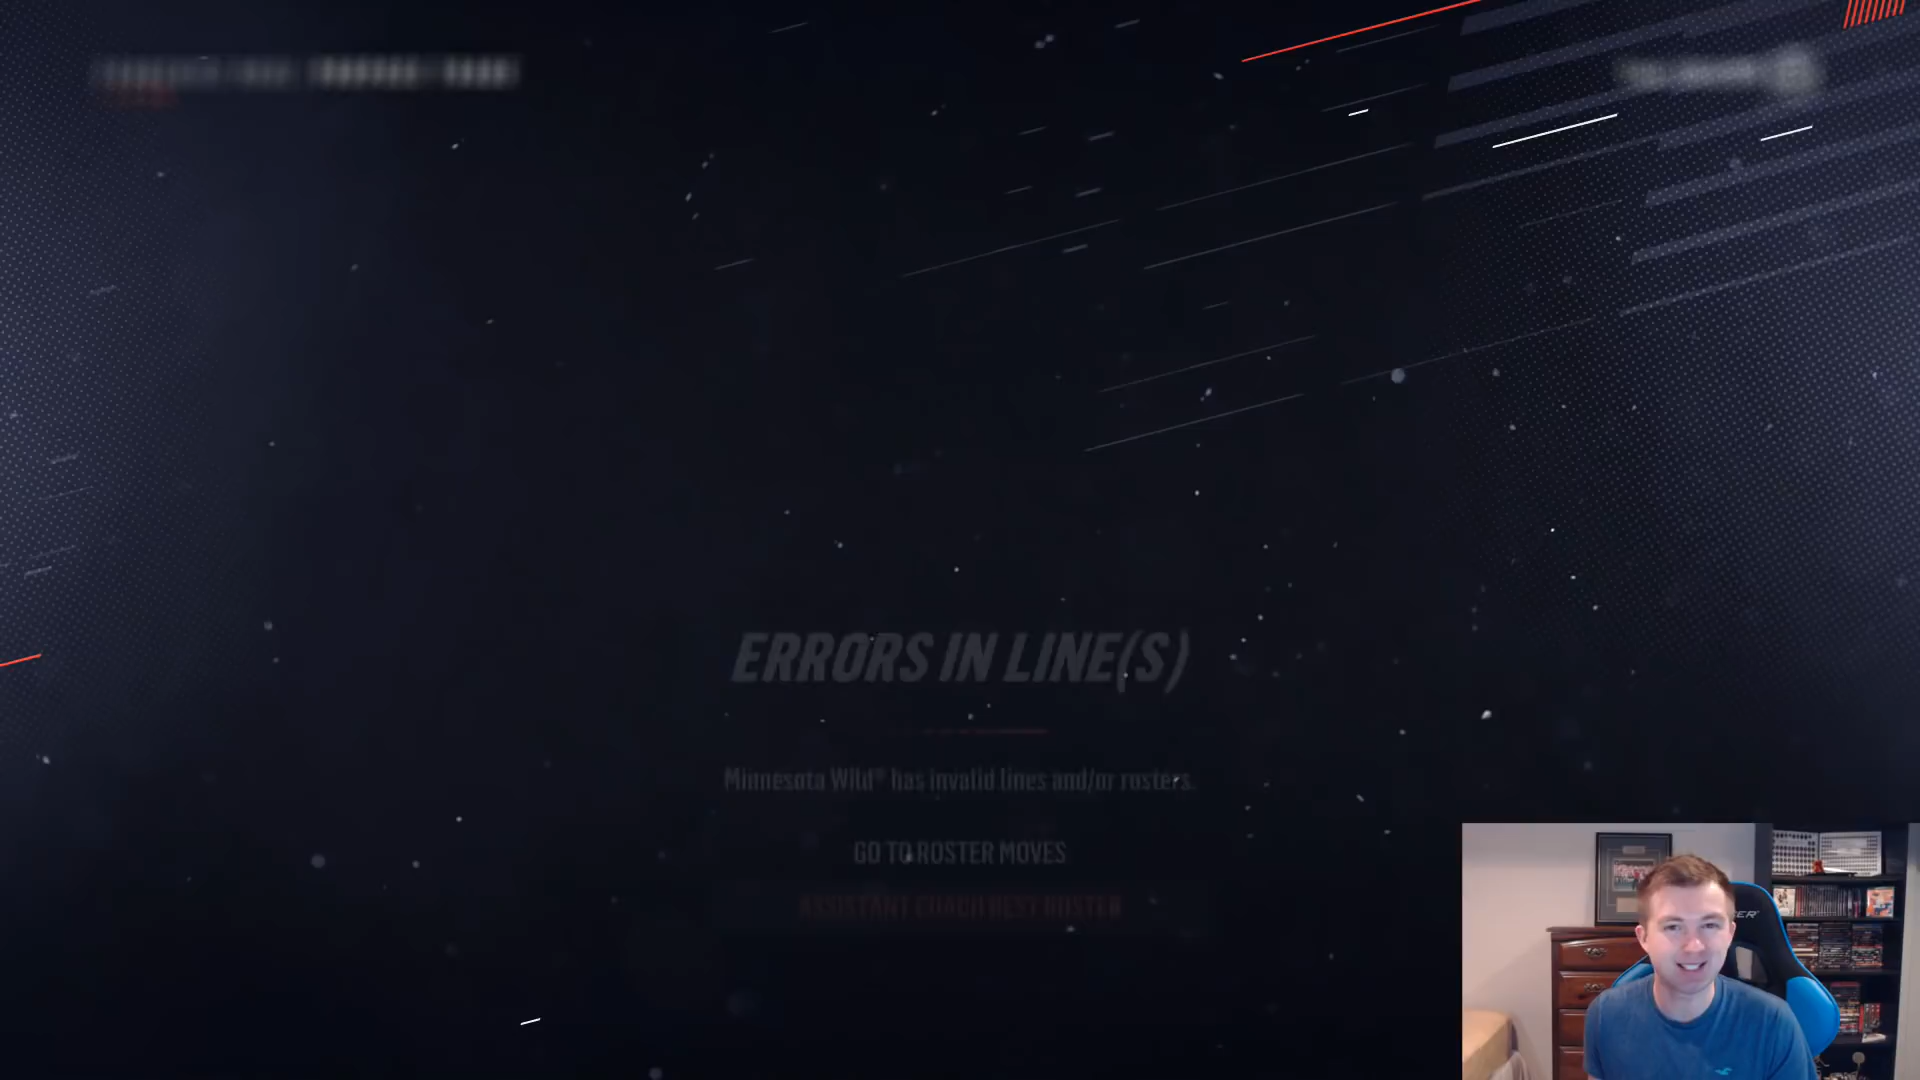 ERRORS IN LINE(S)
Minnesota Wild® has invalid lines and/or rosters.
GO TO ROSTER MOVES
ASSISTANT COACH BEST ROSTER